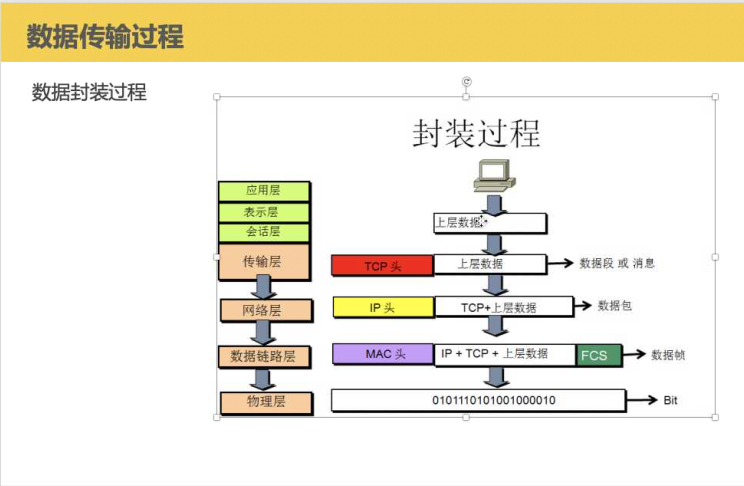 数据传输过程
数据封装过程
封装过程
应用层
表示层
会话层
传输层
网络层
数据链路层
物理层
上层数据
TCP 头 上层数据 数据段 或 消息
IP 头 TCP+上层数据 数据包
MAC 头 IP + TCP + 上层数据 FCS 数据帧
0101110101001000010 Bit